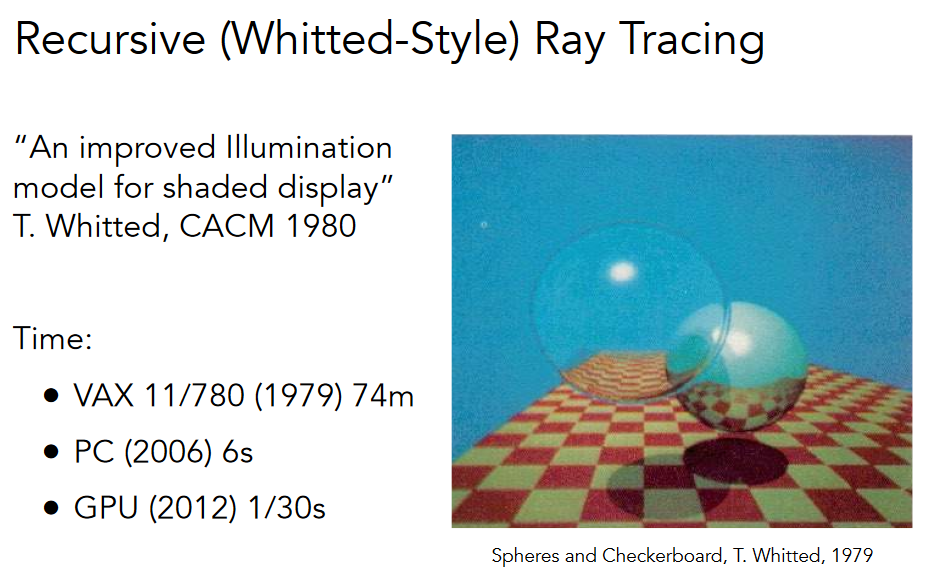 Recursive (Whitted-Style) Ray Tracing
“An improved Illumination
model for shaded display”
T. Whitted, CACM 1980
Time:
● VAX 11/780 (1979) 74m
● PC (2006) 6s
● GPU (2012) 1/30s
Spheres and Checkerboard, T. Whitted, 1979